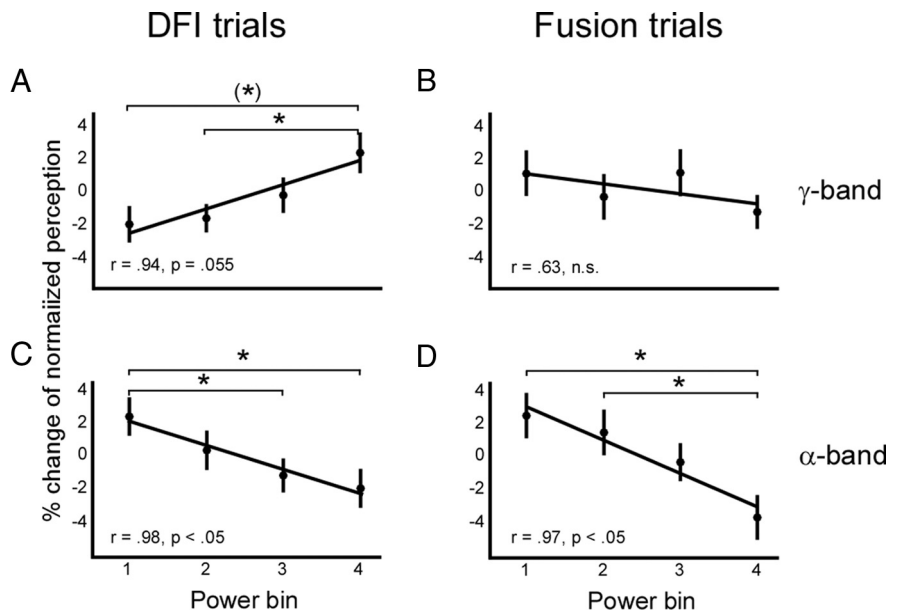 DFI trials
Fusion trials
A
B
(*)
*
4
2
0
-2
-4
r = .94, p = .055
4
2
0
-2
-4
r = .63, n.s.
γ-band
% change of normaiized perception
C
D
*
*
4
2
0
-2
-4
r = .98, p < .05
1 2 3 4
Power bin
*
*
4
2
0
-2
-4
r = .97, p < .05
1 2 3 4
Power bin
α-band